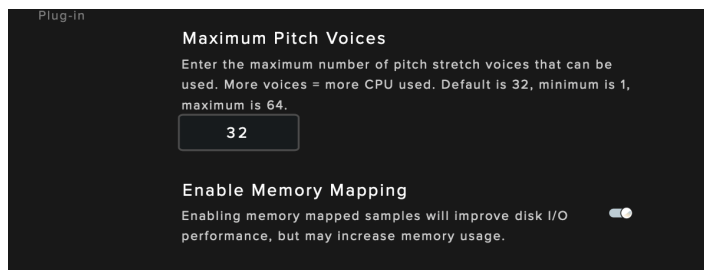 Plug-in
Maximum Pitch Voices
Enter the maximum number of pitch stretch voices that can be
used. More voices = more CPU used. Default is 32, minimum is 1,
maximum is 64.
32
Enable Memory Mapping
Enabling memory mapped samples will improve disk I/O
performance, but may increase memory usage.